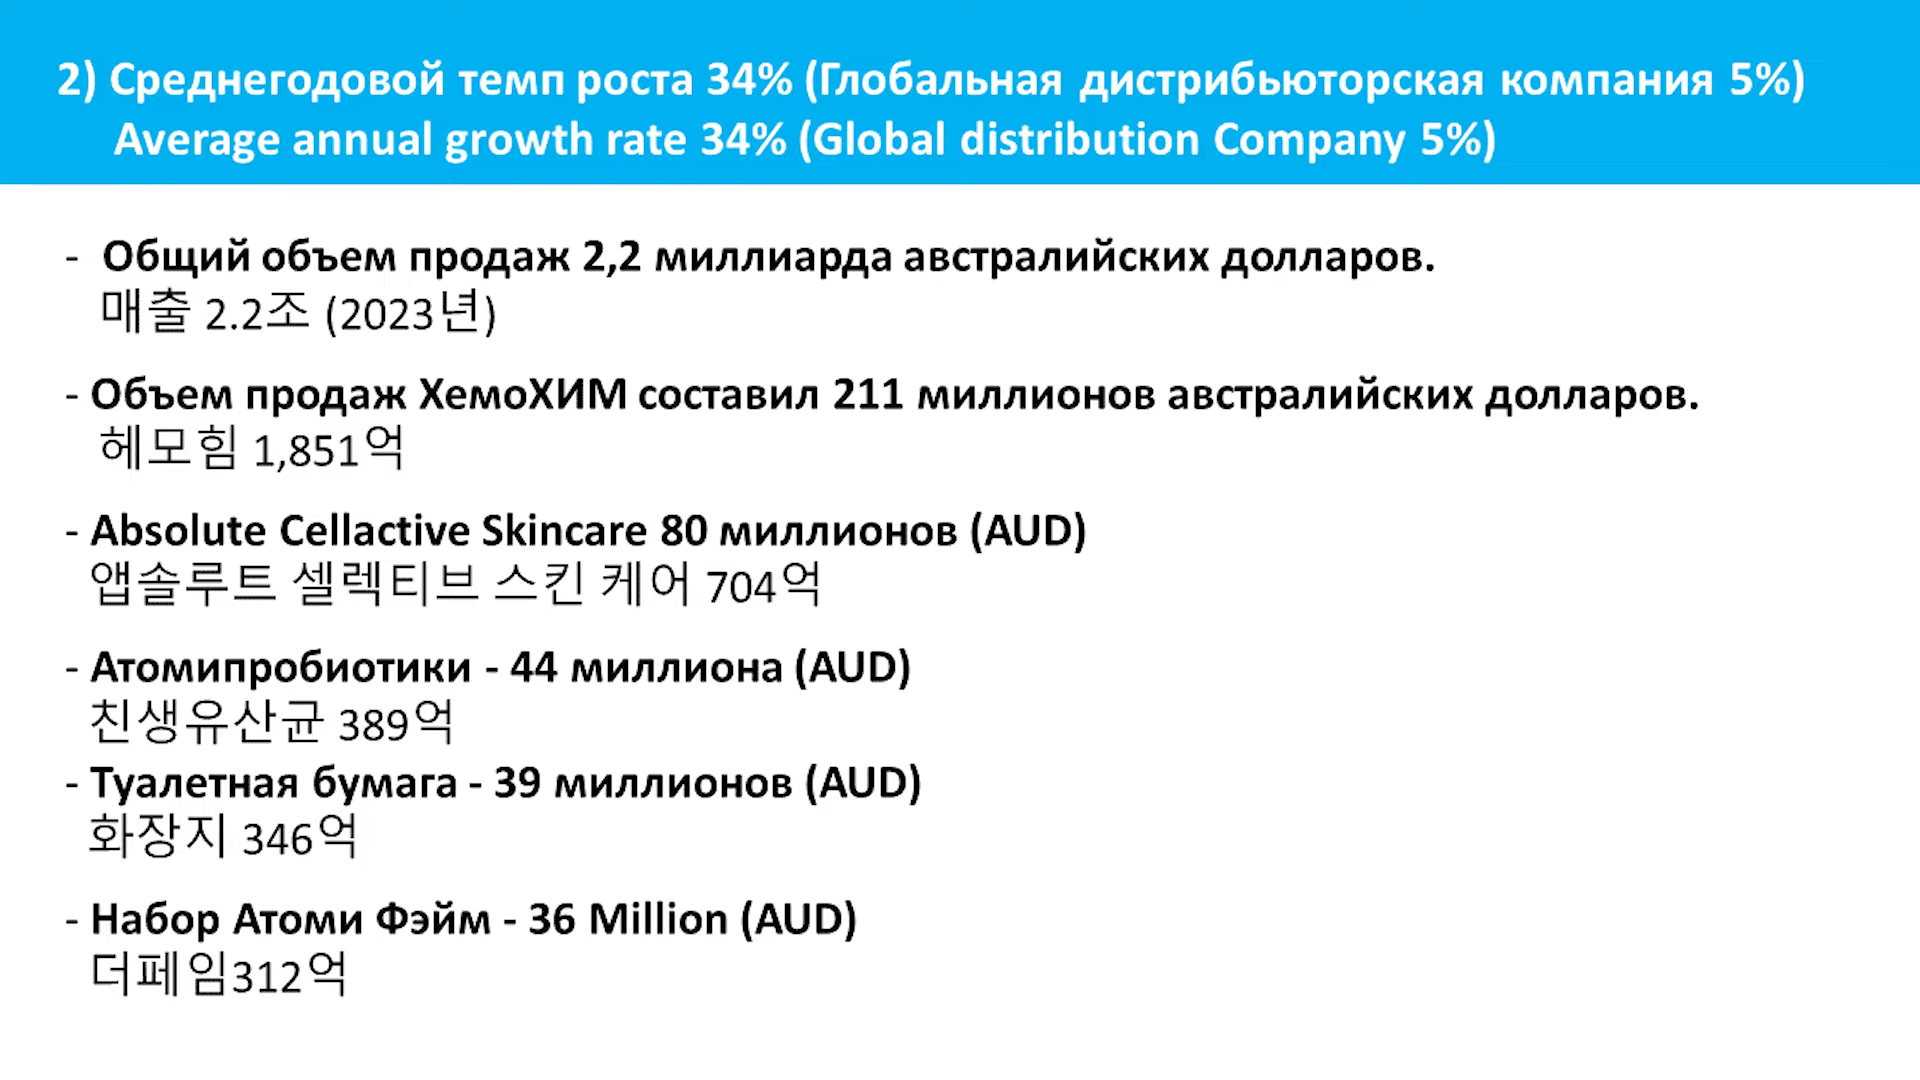 2) Среднегодовой темп роста 34% (Глобальная дистрибьюторская компания 5%)
Average annual growth rate 34% (Global distribution Company 5%)
- Общий объем продаж 2,2 миллиарда австралийских долларов.
매출 2.2조 (2023년)
- Объем продаж ХемоХИМ составил 211 миллионов австралийских долларов.
헤모힘 1,851억
- Absolute Cellactive Skincare 80 миллионов (AUD)
앱솔루트 셀렉티브 스킨 케어 704억
- Атомипробиотики - 44 миллиона (AUD)
친생유산균 389억
- Туалетная бумага - 39 миллионов (AUD)
화장지 346억
- Набор Атоми Фэйм - 36 Million (AUD)
더페임312억